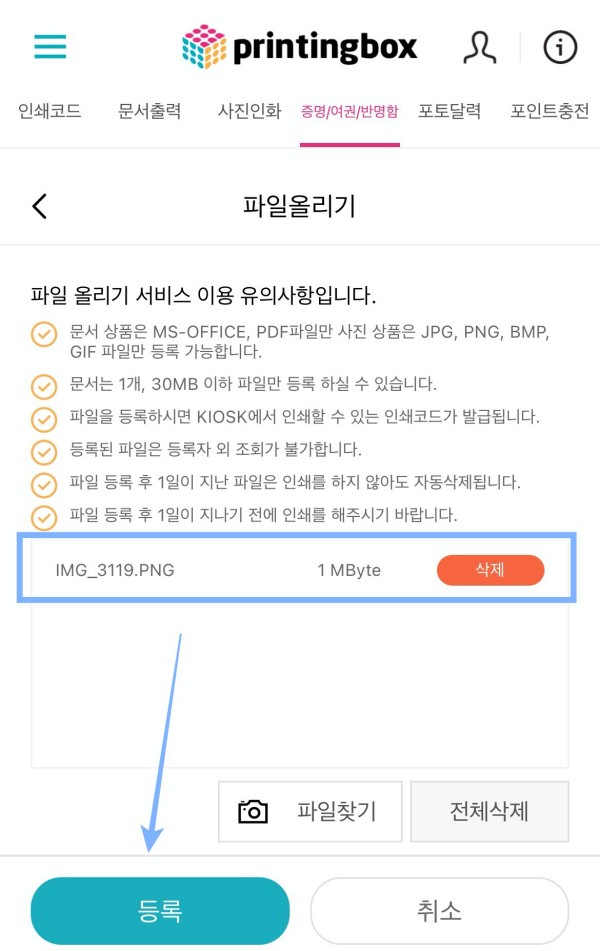 printingbox
인쇄코드 문서출력 사진인화 증명/여권/반명함 포토달력 포인트충전
파일올리기
파일 올리기 서비스 이용 유의사항입니다.
문서 상품은 MS-OFFICE, PDF파일만 사진 상품은 JPG, PNG, BMP,
GIF 파일만 등록 가능합니다.
문서는 1개, 30MB 이하 파일만 등록 하실 수 있습니다.
파일을 등록하시면 KIOSK에서 인쇄할 수 있는 인쇄코드가 발급됩니다.
등록된 파일은 등록자 외 조회가 불가합니다.
파일 등록 후 1일이 지난 파일은 인쇄를 하지 않아도 자동삭제됩니다.
파일 등록 후 1일이 지나기 전에 인쇄를 해주시기 바랍니다.
IMG_3119.PNG 1 MByte 삭제
파일찾기 전체삭제
등록 취소